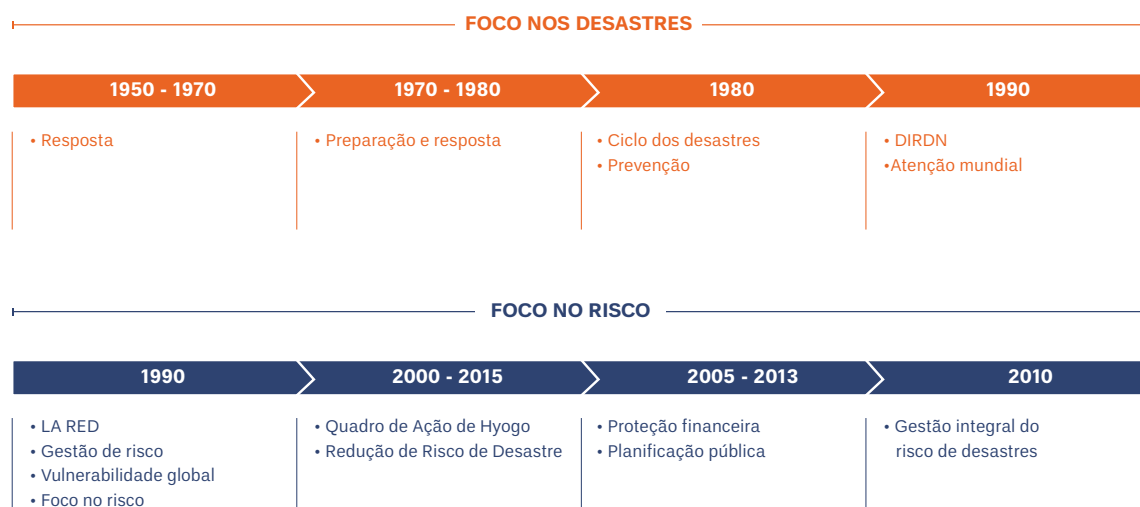 FOCO NOS DESASTRES
1950 - 1970
1970 - 1980
1980
1990
• Resposta
• Preparação e resposta
• Ciclo dos desastres
• Prevenção
• DIRDN
•Atenção mundial
FOCO NO RISCO
1990
2000 - 2015
2005 - 2013
2010
• LA RED
• Gestão de risco
• Vulnerabilidade global
• Foco no risco
• Quadro de Ação de Hyogo
• Redução de Risco de Desastre
• Proteção financeira
• Planificação pública
• Gestão integral do
risco de desastres